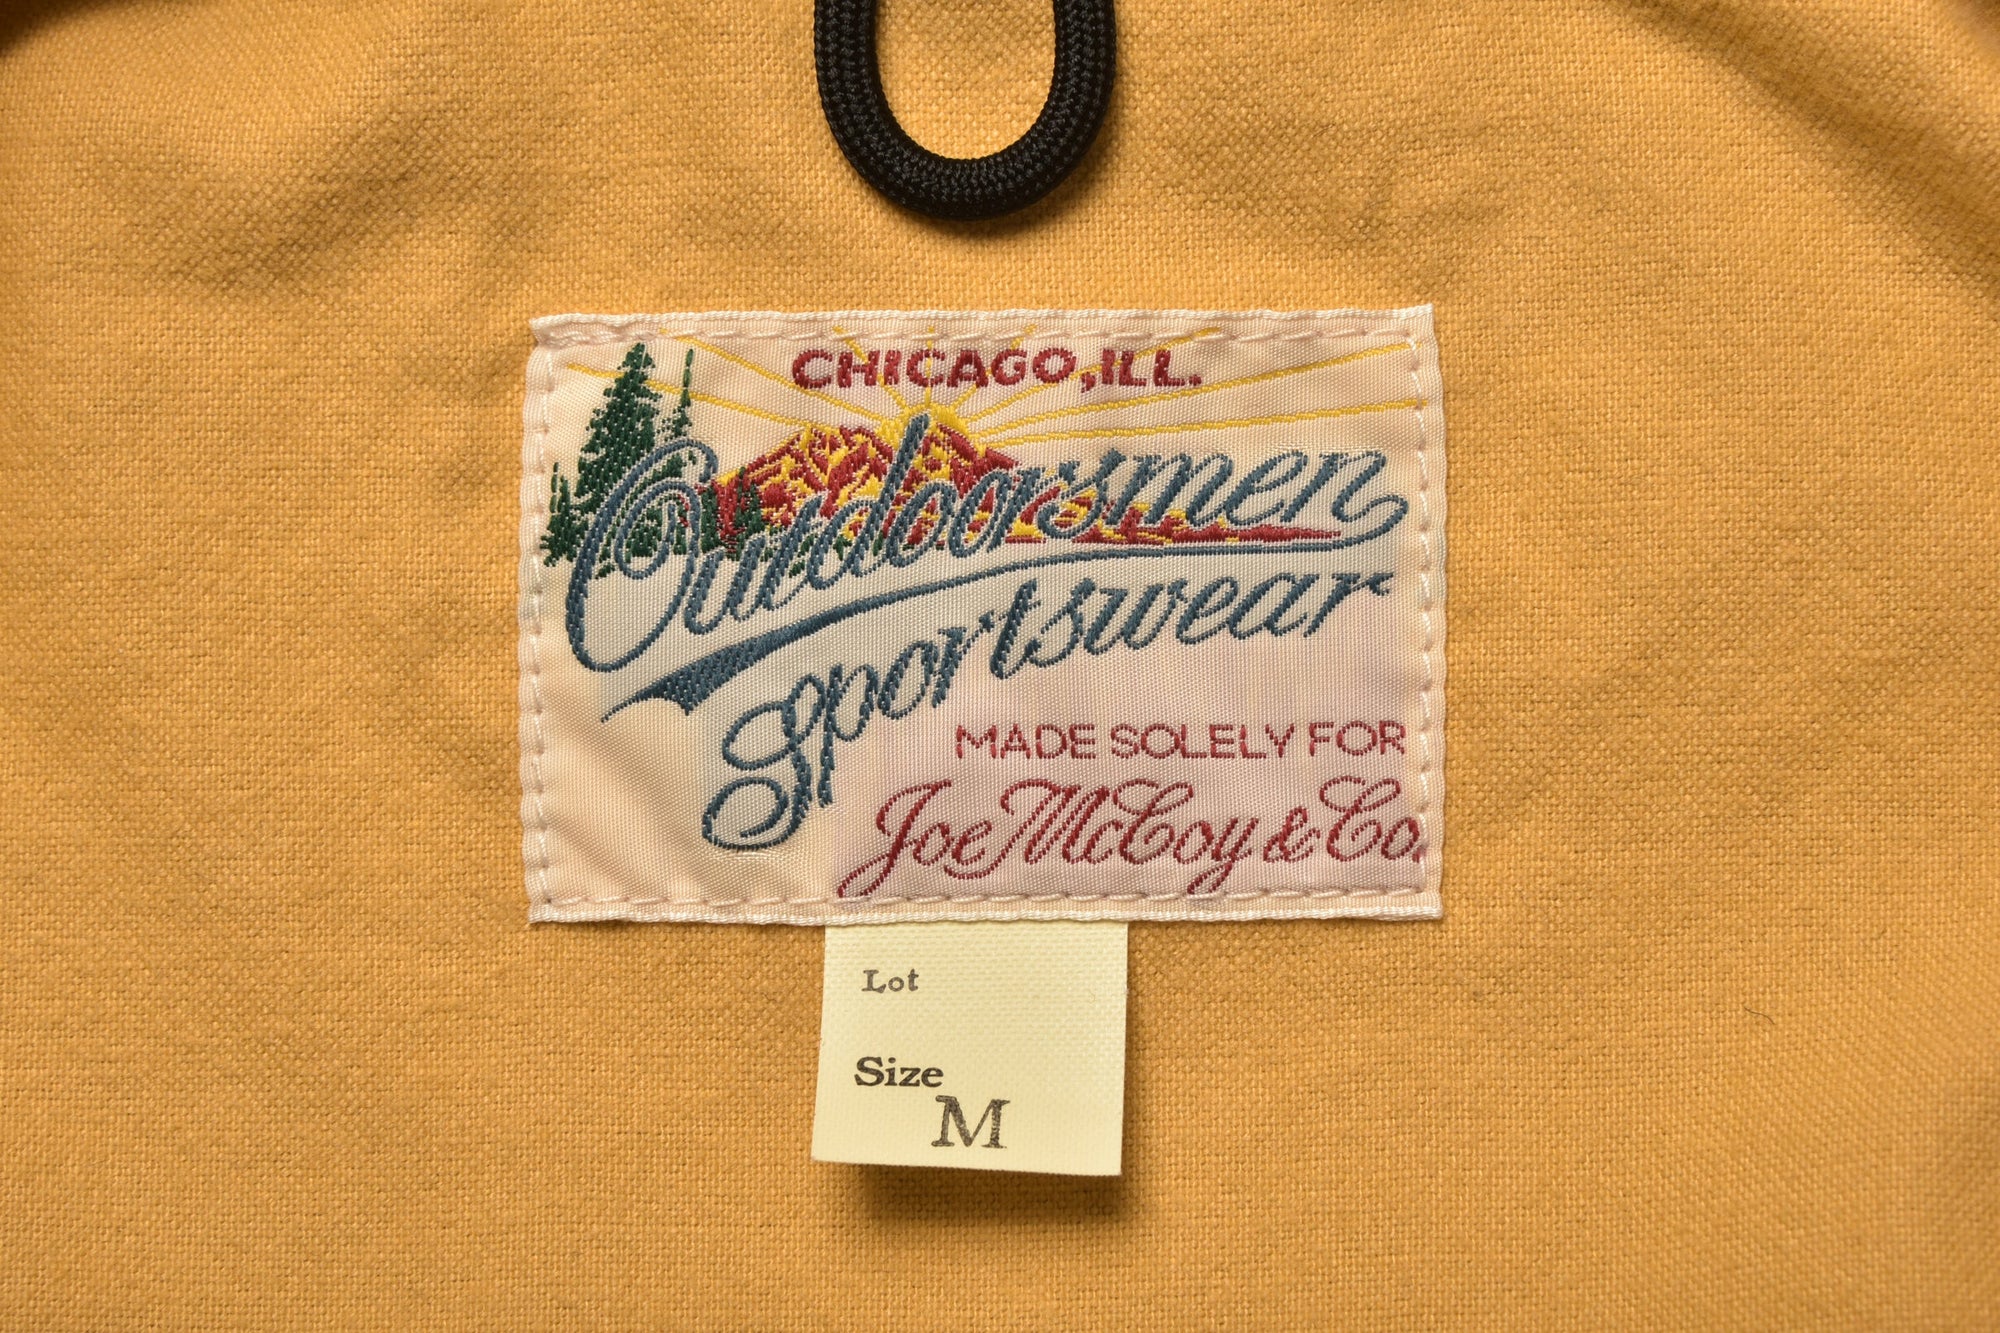 CHICAGO, ILL.
Outdoorsmen
Sportswear
MADE SOLELY FOR
Joe McCoy & Co.
Lot
Size
M